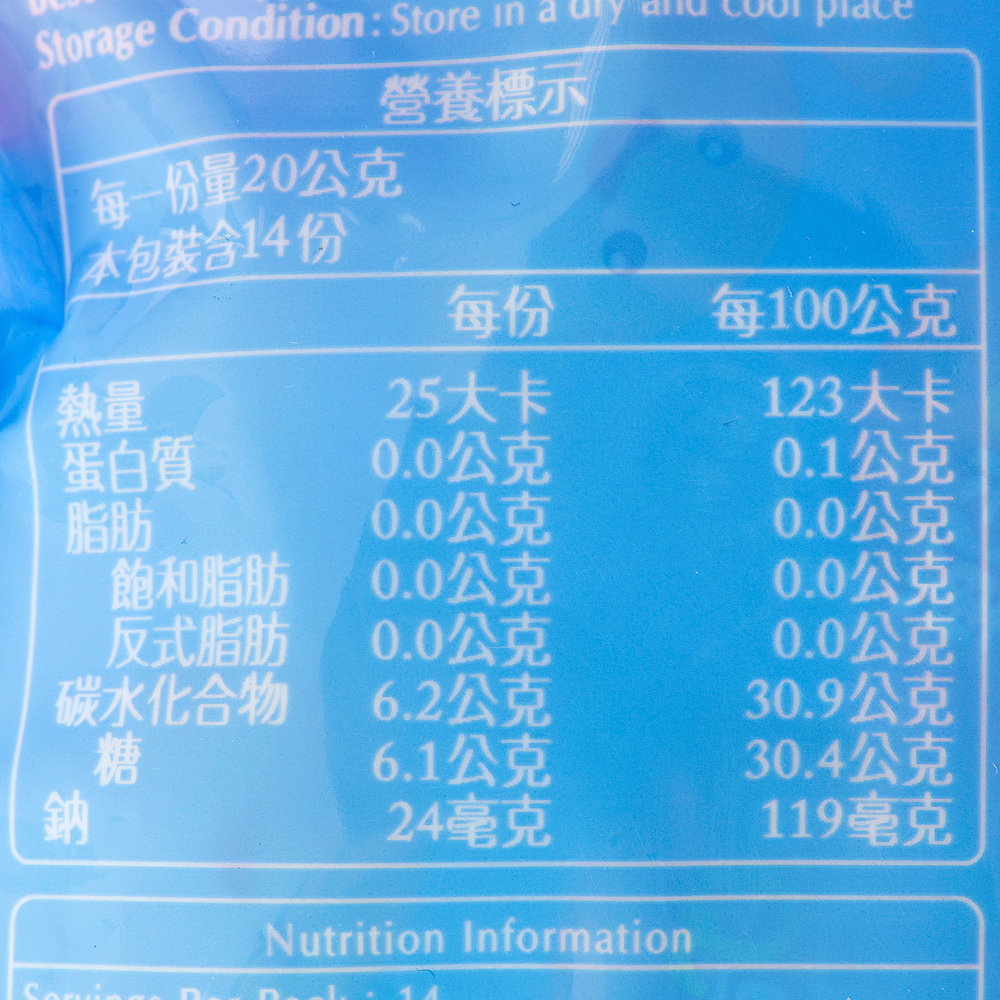 Storage Condition : Store in a dry and cool place
營養標示
每一份量20公克
本包裝含14份
每份 每100公克
熱量 25大卡 123大卡
蛋白質 0.0公克 0.1公克
脂肪 0.0公克 0.0公克
飽和脂肪 0.0公克 0.0公克
反式脂肪 0.0公克 0.0公克
碳水化合物 6.2公克 30.9公克
糖 6.1公克 30.4公克
鈉 24毫克 119毫克
Nutrition Information
Servings Per Pack : 14